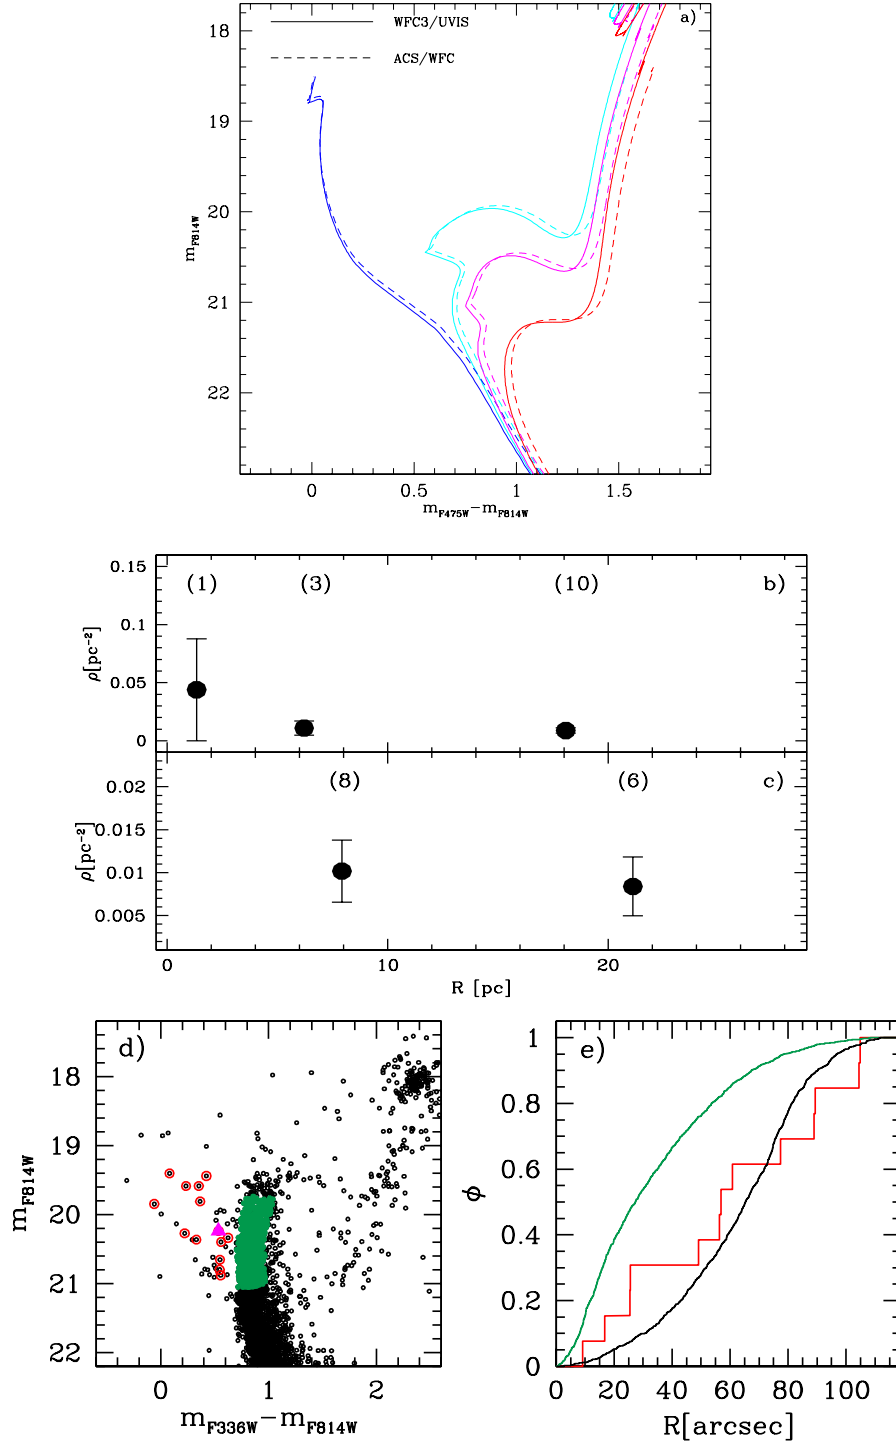 17
WFC3/UVIS
a)
18
ACS/WFC
19
20
m_F814W
21
22
0 0.5 1 1.5
m_F475W−m_F814W
0.15
(1) (3) (10) b)
0.1
ρ[pc⁻²]
0.05
0
(8) (6) c)
0.02
0.015
ρ[pc⁻²]
0.01
0.005
0 10 20
R [pc]
d)
18
19
m_F814W
20
21
22
0 1 2
m_F336W−m_F814W
e)
1
0.8
0.6
ϕ
0.4
0.2
0
0 20 40 60 80 100
R[arcsec]